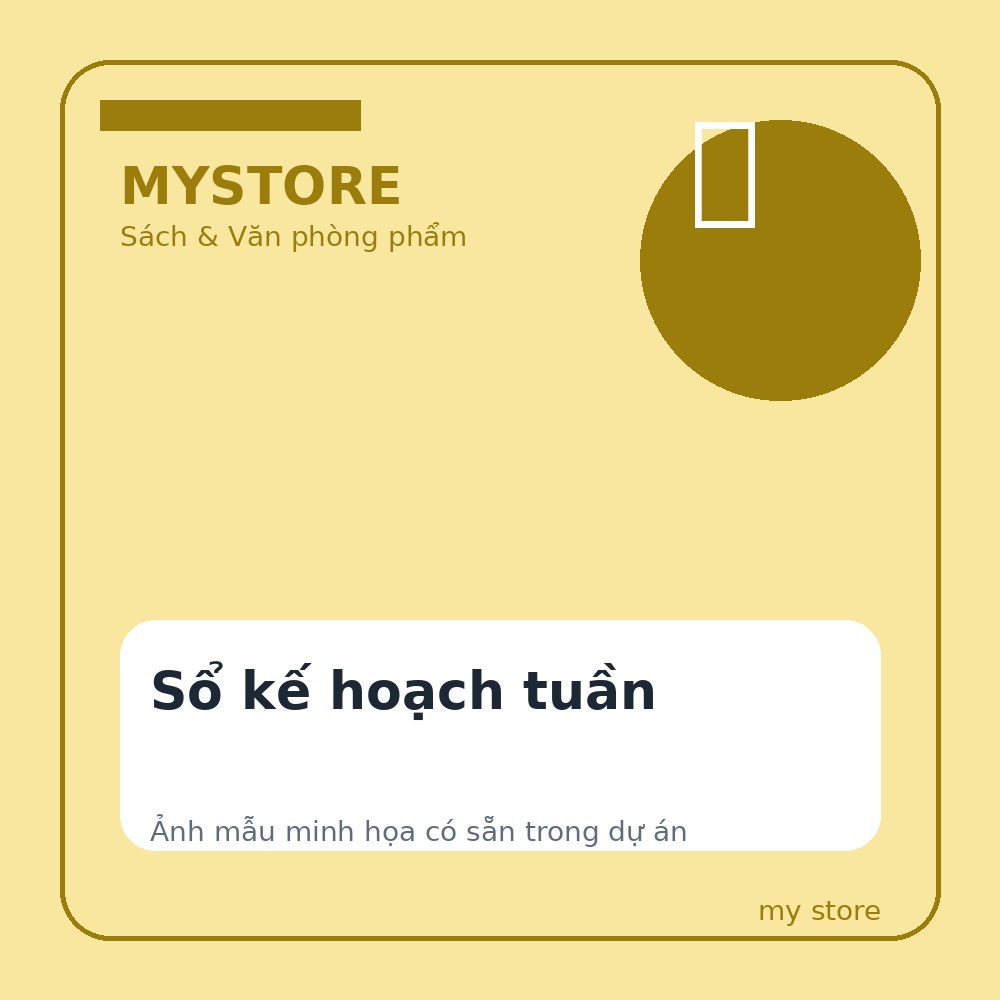 MYSTORE
Sách & Văn phòng phẩm
Sổ kế hoạch tuần
Ảnh mẫu minh họa có sẵn trong dự án
my store